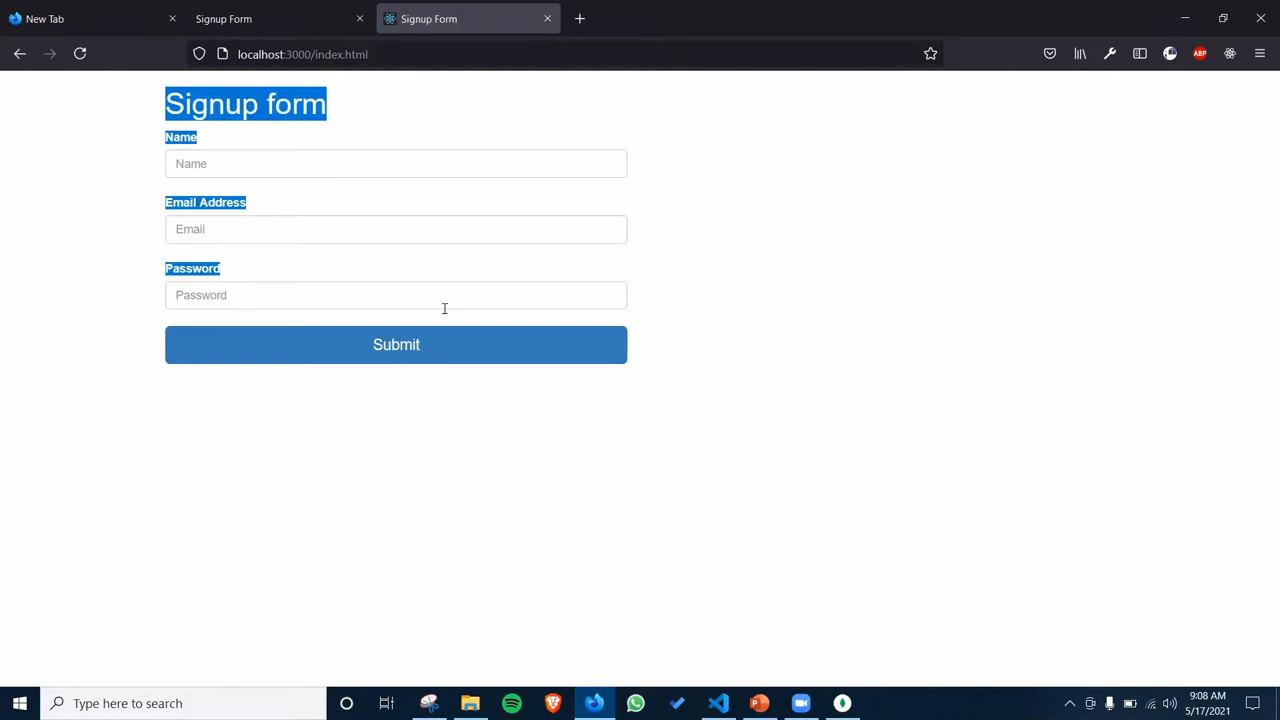 New Tab
Signup Form
Signup Form
localhost:3000/index.html
ABP
Signup form
Name
Name
Email Address
Email
Password
Password
Submit
Type here to search
9:08 AM
5/17/2021